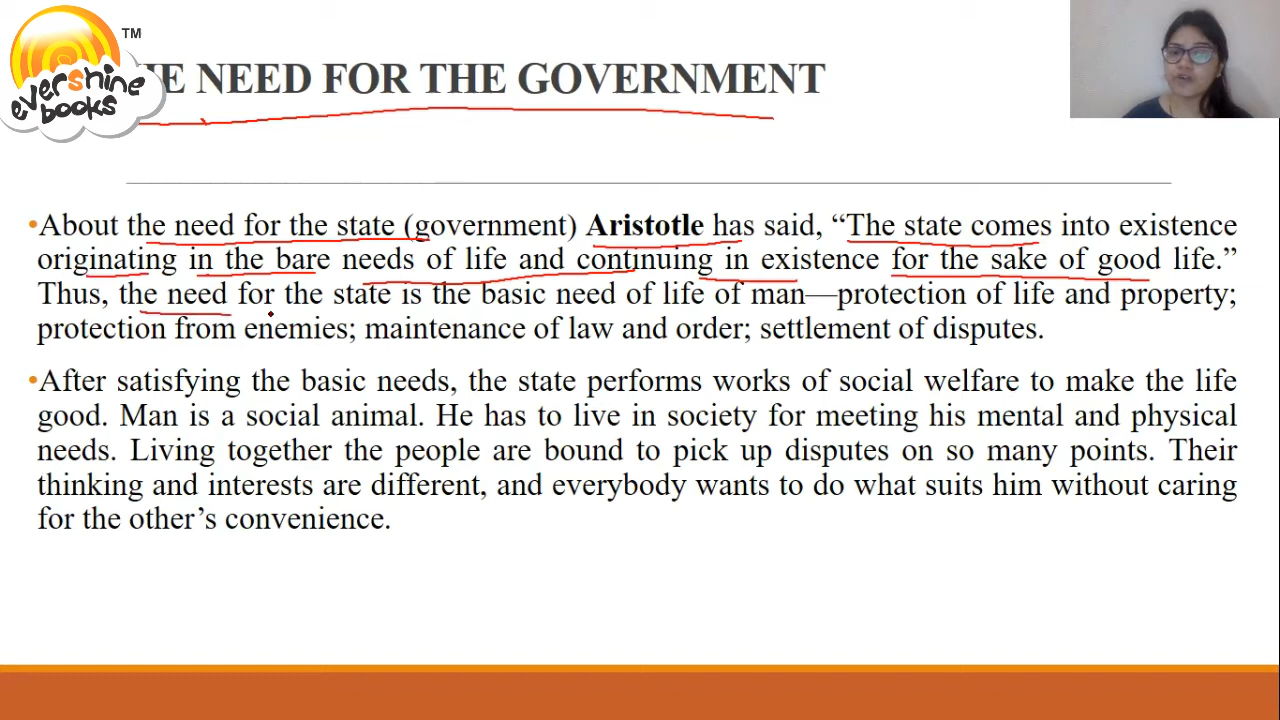 evershine
books
TM
HE NEED FOR THE GOVERNMENT
•About the need for the state (government) Aristotle has said, “The state comes into existence
originating in the bare needs of life and continuing in existence for the sake of good life.”
Thus, the need for the state is the basic need of life of man—protection of life and property;
protection from enemies; maintenance of law and order; settlement of disputes.
•After satisfying the basic needs, the state performs works of social welfare to make the life
good. Man is a social animal. He has to live in society for meeting his mental and physical
needs. Living together the people are bound to pick up disputes on so many points. Their
thinking and interests are different, and everybody wants to do what suits him without caring
for the other’s convenience.